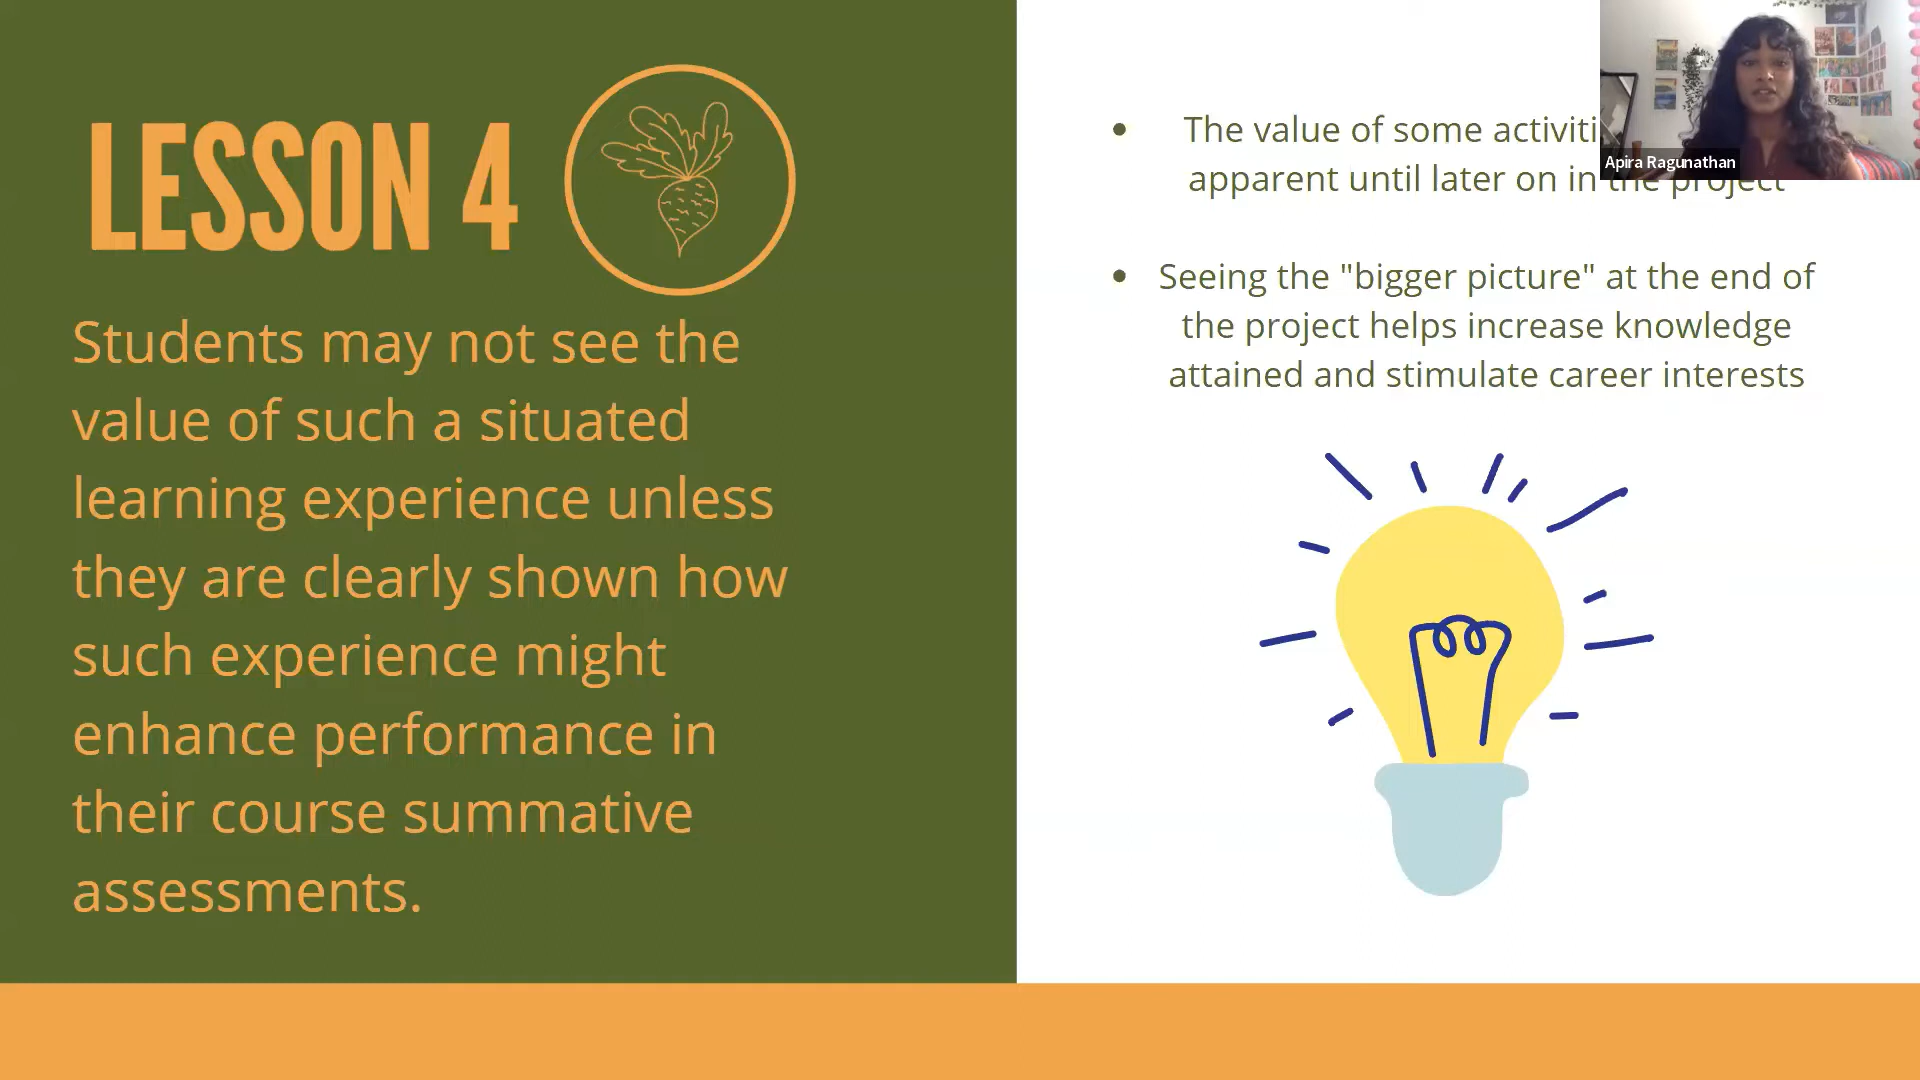 LESSON 4
Students may not see the
value of such a situated
learning experience unless
they are clearly shown how
such experience might
enhance performance in
their course summative
assessments.
• The value of some
apparent until later on in the project
• Seeing the "bigger picture" at the end of
the project helps increase knowledge
attained and stimulate career interests
Apira Ragunathan